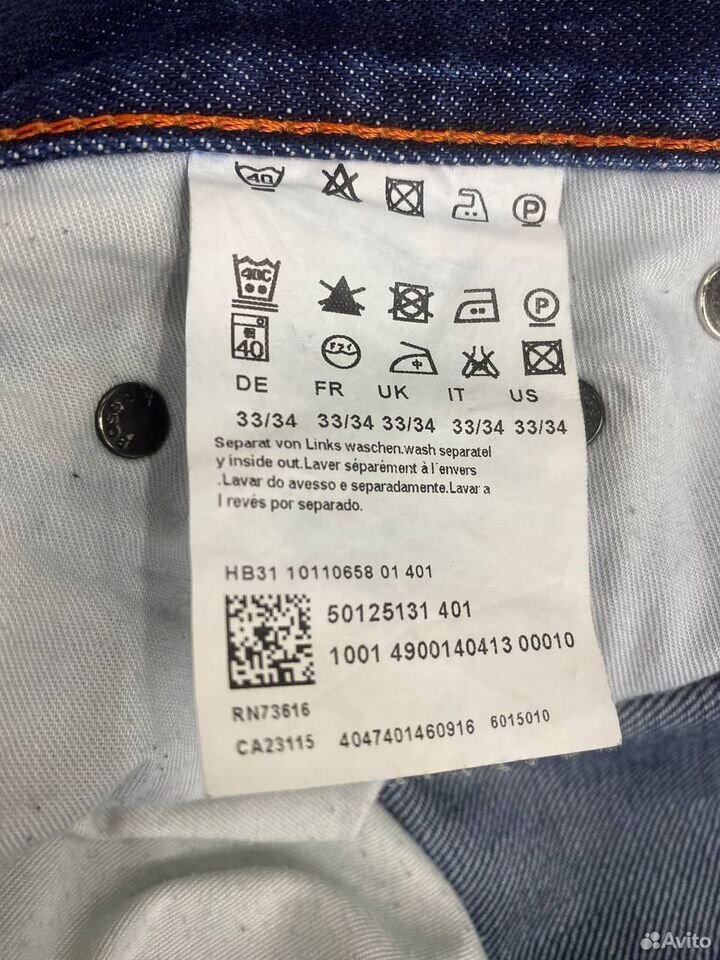 40
40C
40
P
P
DE FR UK IT US
33/34 33/34 33/34 33/34 33/34
Separat von Links waschen.wash separatel
y inside out.Laver séparément à l'envers
.Lavar do avesso e separadamente.Lavar a
l revés por separado.
HB31 10110658 01 401
50125131 401
1001 4900140413 00010
RN73616
CA23115 4047401460916 6015010
Avito